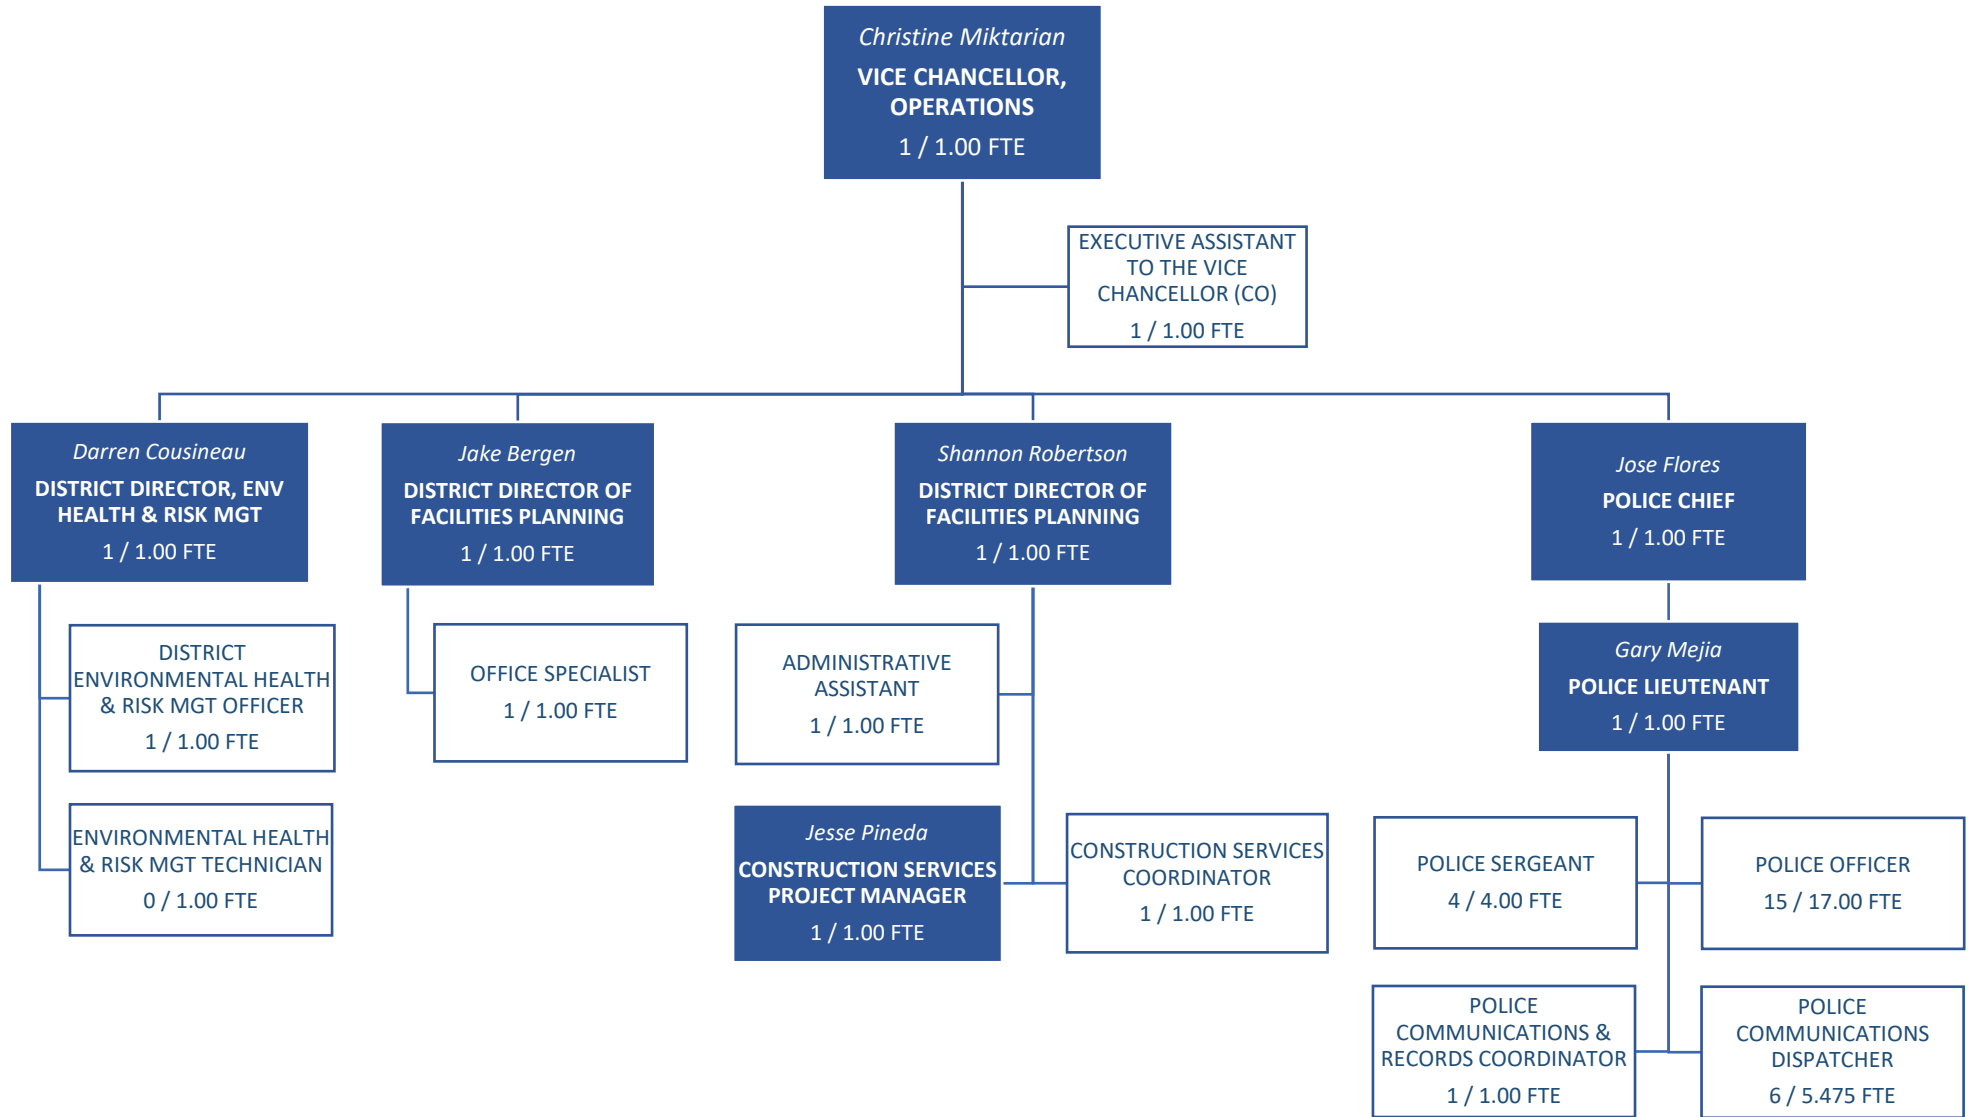 Christine Miktarian
VICE CHANCELLOR,
OPERATIONS
1 / 1.00 FTE
EXECUTIVE ASSISTANT
TO THE VICE
CHANCELLOR (CO)
1 / 1.00 FTE
Darren Cousineau
DISTRICT DIRECTOR, ENV
HEALTH & RISK MGT
1 / 1.00 FTE
Jake Bergen
DISTRICT DIRECTOR OF
FACILITIES PLANNING
1 / 1.00 FTE
Shannon Robertson
DISTRICT DIRECTOR OF
FACILITIES PLANNING
1 / 1.00 FTE
Jose Flores
POLICE CHIEF
1 / 1.00 FTE
DISTRICT
ENVIRONMENTAL HEALTH
& RISK MGT OFFICER
1 / 1.00 FTE
OFFICE SPECIALIST
1 / 1.00 FTE
ADMINISTRATIVE
ASSISTANT
1 / 1.00 FTE
Gary Mejia
POLICE LIEUTENANT
1 / 1.00 FTE
ENVIRONMENTAL HEALTH
& RISK MGT TECHNICIAN
0 / 1.00 FTE
Jesse Pineda
CONSTRUCTION SERVICES
PROJECT MANAGER
1 / 1.00 FTE
CONSTRUCTION SERVICES
COORDINATOR
1 / 1.00 FTE
POLICE SERGEANT
4 / 4.00 FTE
POLICE OFFICER
15 / 17.00 FTE
POLICE
COMMUNICATIONS &
RECORDS COORDINATOR
1 / 1.00 FTE
POLICE
COMMUNICATIONS
DISPATCHER
6 / 5.475 FTE